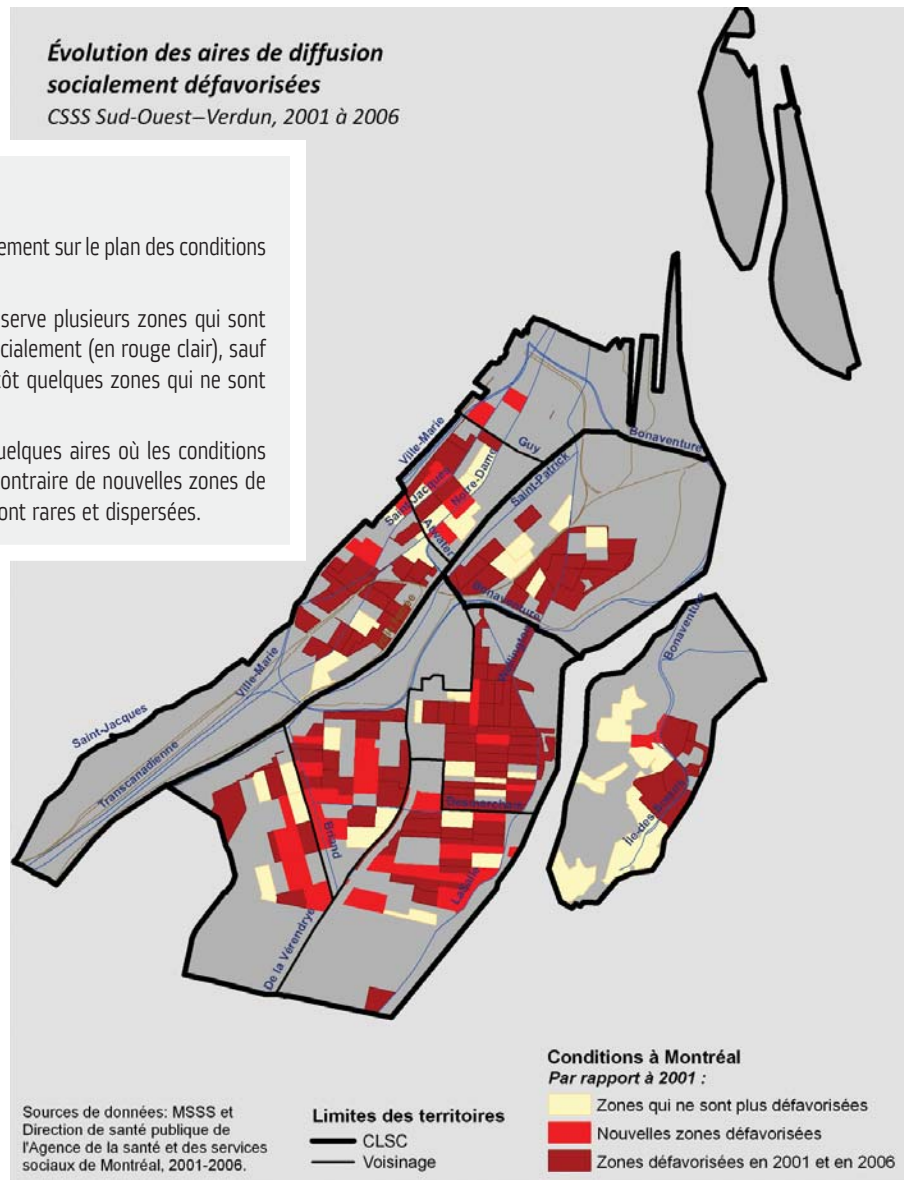 Évolution des aires de diffusion
socialement défavorisées
CSSS Sud-Ouest–Verdun, 2001 à 2006
ement sur le plan des conditions
serve plusieurs zones qui sont
cialement (en rouge clair), sauf
tôt quelques zones qui ne sont
uelques aires où les conditions
ontraire de nouvelles zones de
ont rares et dispersées.
Ville-Marie
Guy
Bonaventure
Saint-Jacques
Notre-Dame
Saint-Patrick
Atwater
Bonaventure
Wellington
Bonaventure
Ville-Marie
Saint-Jacques
Transcanadienne
Desmarchais
Briand
LaSalle
De la Vérendrye
Île-des-Soeurs
Conditions à Montréal
Par rapport à 2001 :
Zones qui ne sont plus défavorisées
Nouvelles zones défavorisées
Zones défavorisées en 2001 et en 2006
Limites des territoires
CLSC
Voisinage
Sources de données: MSSS et
Direction de santé publique de
l'Agence de la santé et des services
sociaux de Montréal, 2001-2006.